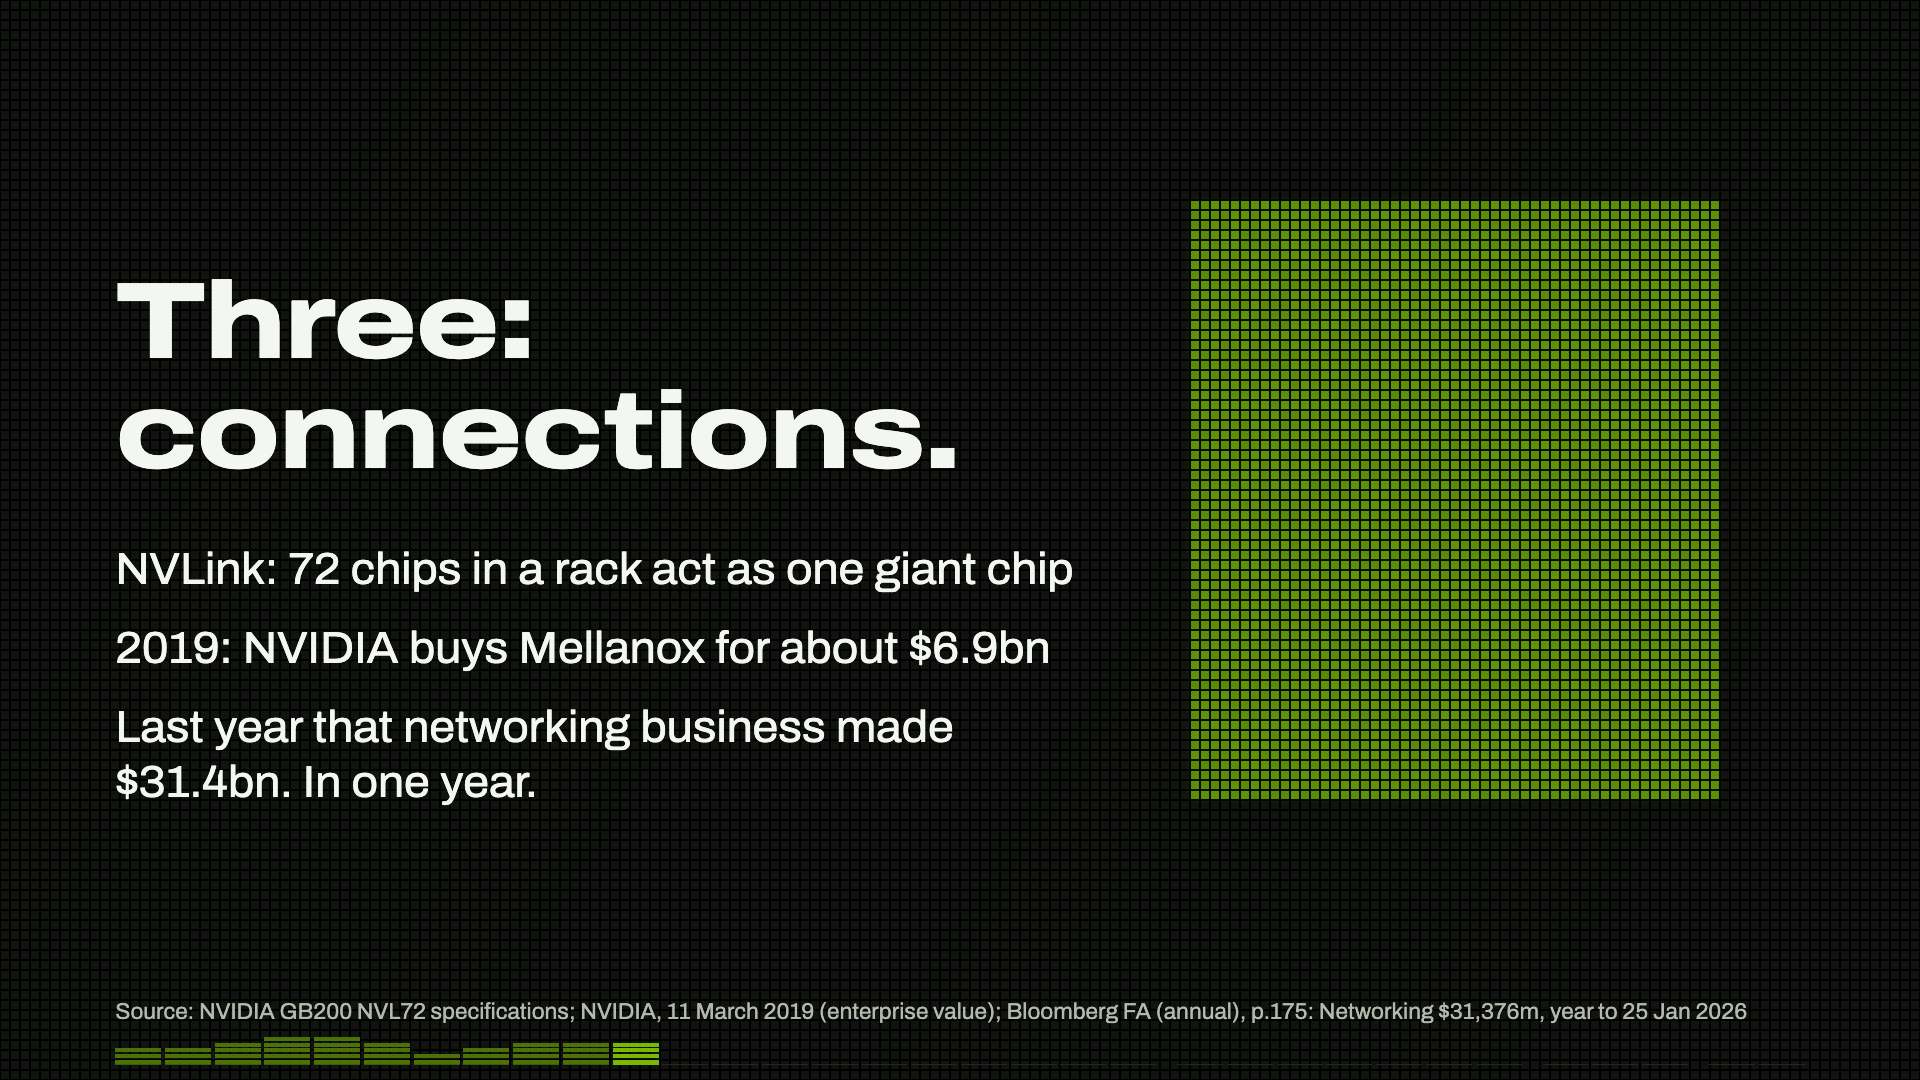 Three:
connections.
NVLink: 72 chips in a rack act as one giant chip
2019: NVIDIA buys Mellanox for about $6.9bn
Last year that networking business made
$31.4bn. In one year.
Source: NVIDIA GB200 NVL72 specifications; NVIDIA, 11 March 2019 (enterprise value); Bloomberg FA (annual), p.175: Networking $31,376m, year to 25 Jan 2026